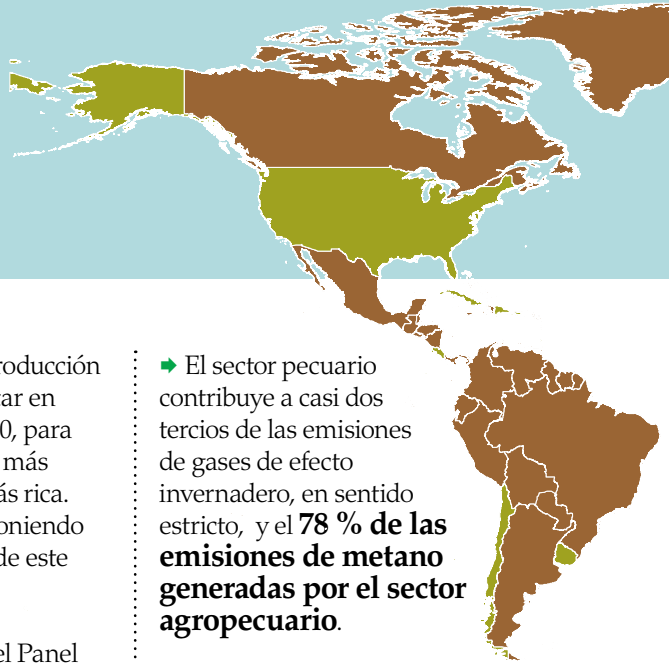 roducción
ar en
0, para
más
ás rica.
oniendo
de este
el Panel
➡ El sector pecuario
contribuye a casi dos
tercios de las emisiones
de gases de efecto
invernadero, en sentido
estricto, y el 78 % de las
emisiones de metano
generadas por el sector
agropecuario.